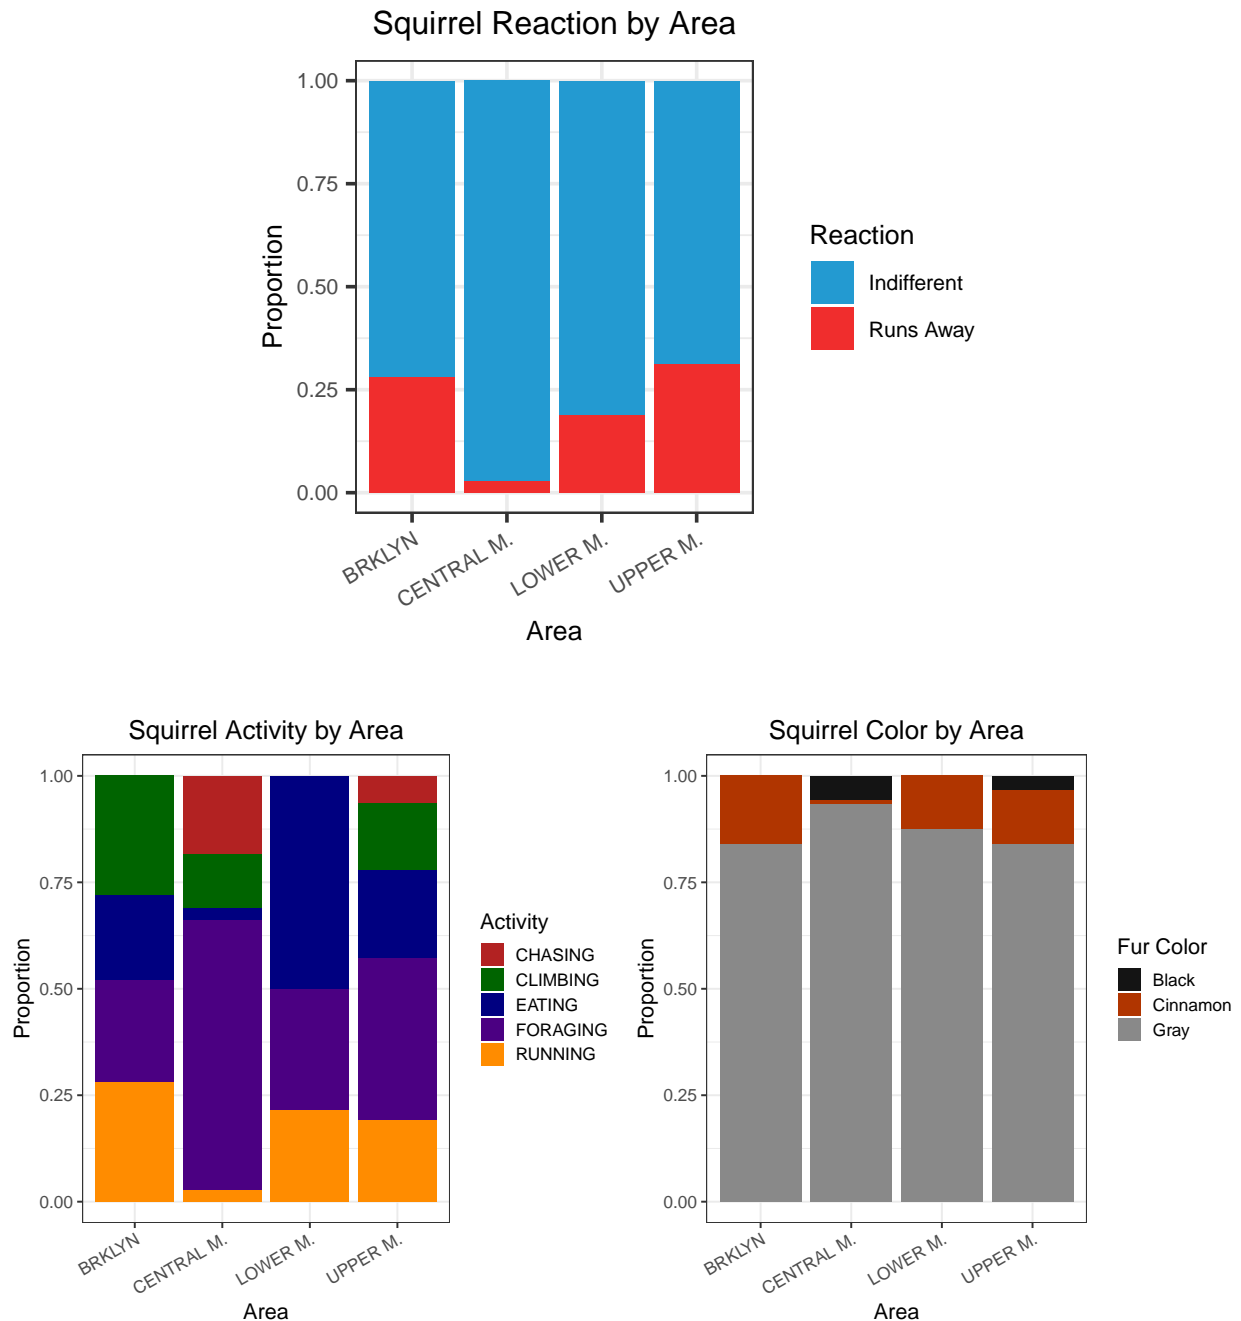 Squirrel Reaction by Area
Proportion
1.00
0.75
0.50
0.25
0.00
BRKLYN
CENTRAL M.
LOWER M.
UPPER M.
Area
Reaction
Indifferent
Runs Away
Squirrel Activity by Area
Proportion
1.00
0.75
0.50
0.25
0.00
BRKLYN
CENTRAL M.
LOWER M.
UPPER M.
Area
Activity
CHASING
CLIMBING
EATING
FORAGING
RUNNING
Squirrel Color by Area
Proportion
1.00
0.75
0.50
0.25
0.00
BRKLYN
CENTRAL M.
LOWER M.
UPPER M.
Area
Fur Color
Black
Cinnamon
Gray